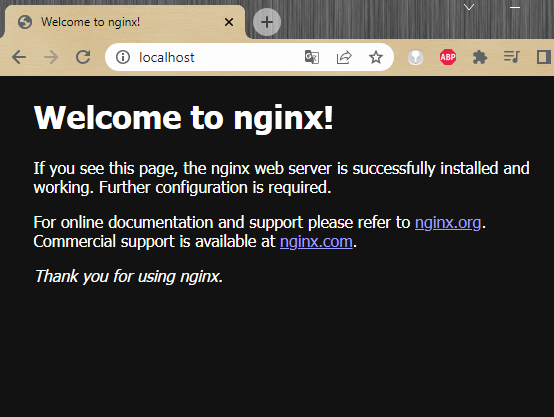 Welcome to nginx!
localhost
ABP
Welcome to nginx!
If you see this page, the nginx web server is successfully installed and
working. Further configuration is required.
For online documentation and support please refer to nginx.org.
Commercial support is available at nginx.com.
Thank you for using nginx.